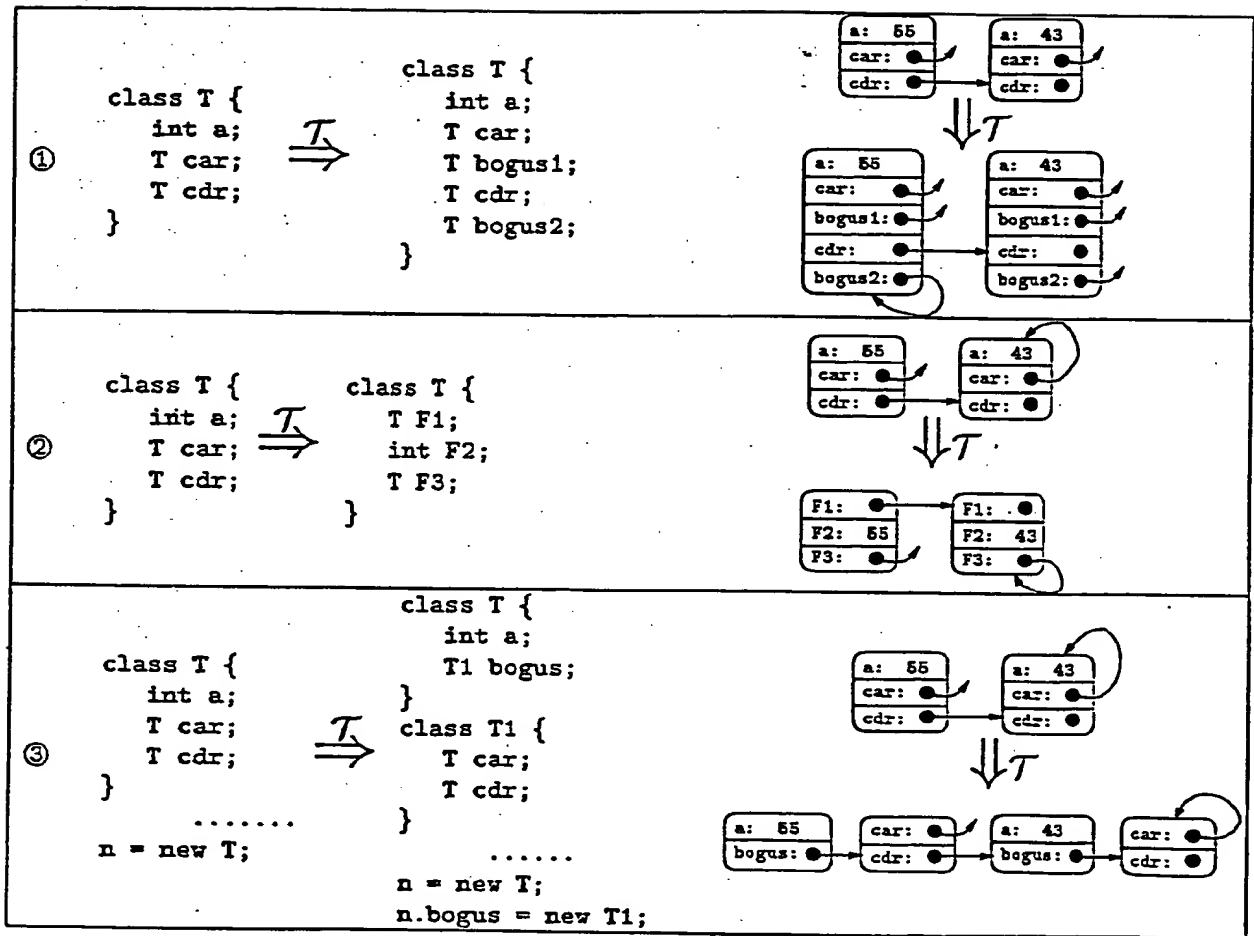 ①
class T {
int a;
T car;
T cdr;
}
T
class T {
int a;
T car;
T bogus1;
T cdr;
T bogus2;
}
a: 55
car:
cdr:
a: 43
car:
cdr:
T
a: 55
car:
bogus1:
cdr:
bogus2:
a: 43
car:
bogus1:
cdr:
bogus2:
②
class T {
int a;
T car;
T cdr;
}
T
class T {
T F1;
int F2;
T F3;
}
a: 55
car:
cdr:
a: 43
car:
cdr:
T
F1:
F2: 55
F3:
F1:
F2: 43
F3:
③
class T {
int a;
T car;
T cdr;
}
.......
n = new T;
T
class T {
int a;
T1 bogus;
}
class T1 {
T car;
T cdr;
}
......
n = new T;
n.bogus = new T1;
a: 55
car:
cdr:
a: 43
car:
cdr:
T
a: 55
bogus:
car:
cdr:
a: 43
bogus:
car:
cdr: